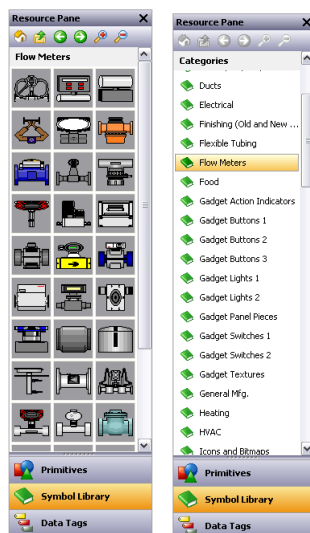 Resource Pane
Flow Meters
Primitives
Symbol Library
Data Tags
Resource Pane
Categories
Ducts
Electrical
Finishing (Old and New ...
Flexible Tubing
Flow Meters
Food
Gadget Action Indicators
Gadget Buttons 1
Gadget Buttons 2
Gadget Buttons 3
Gadget Lights 1
Gadget Lights 2
Gadget Panel Pieces
Gadget Switches 1
Gadget Switches 2
Gadget Textures
General Mfg.
Heating
HVAC
Icons and Bitmaps
Primitives
Symbol Library
Data Tags